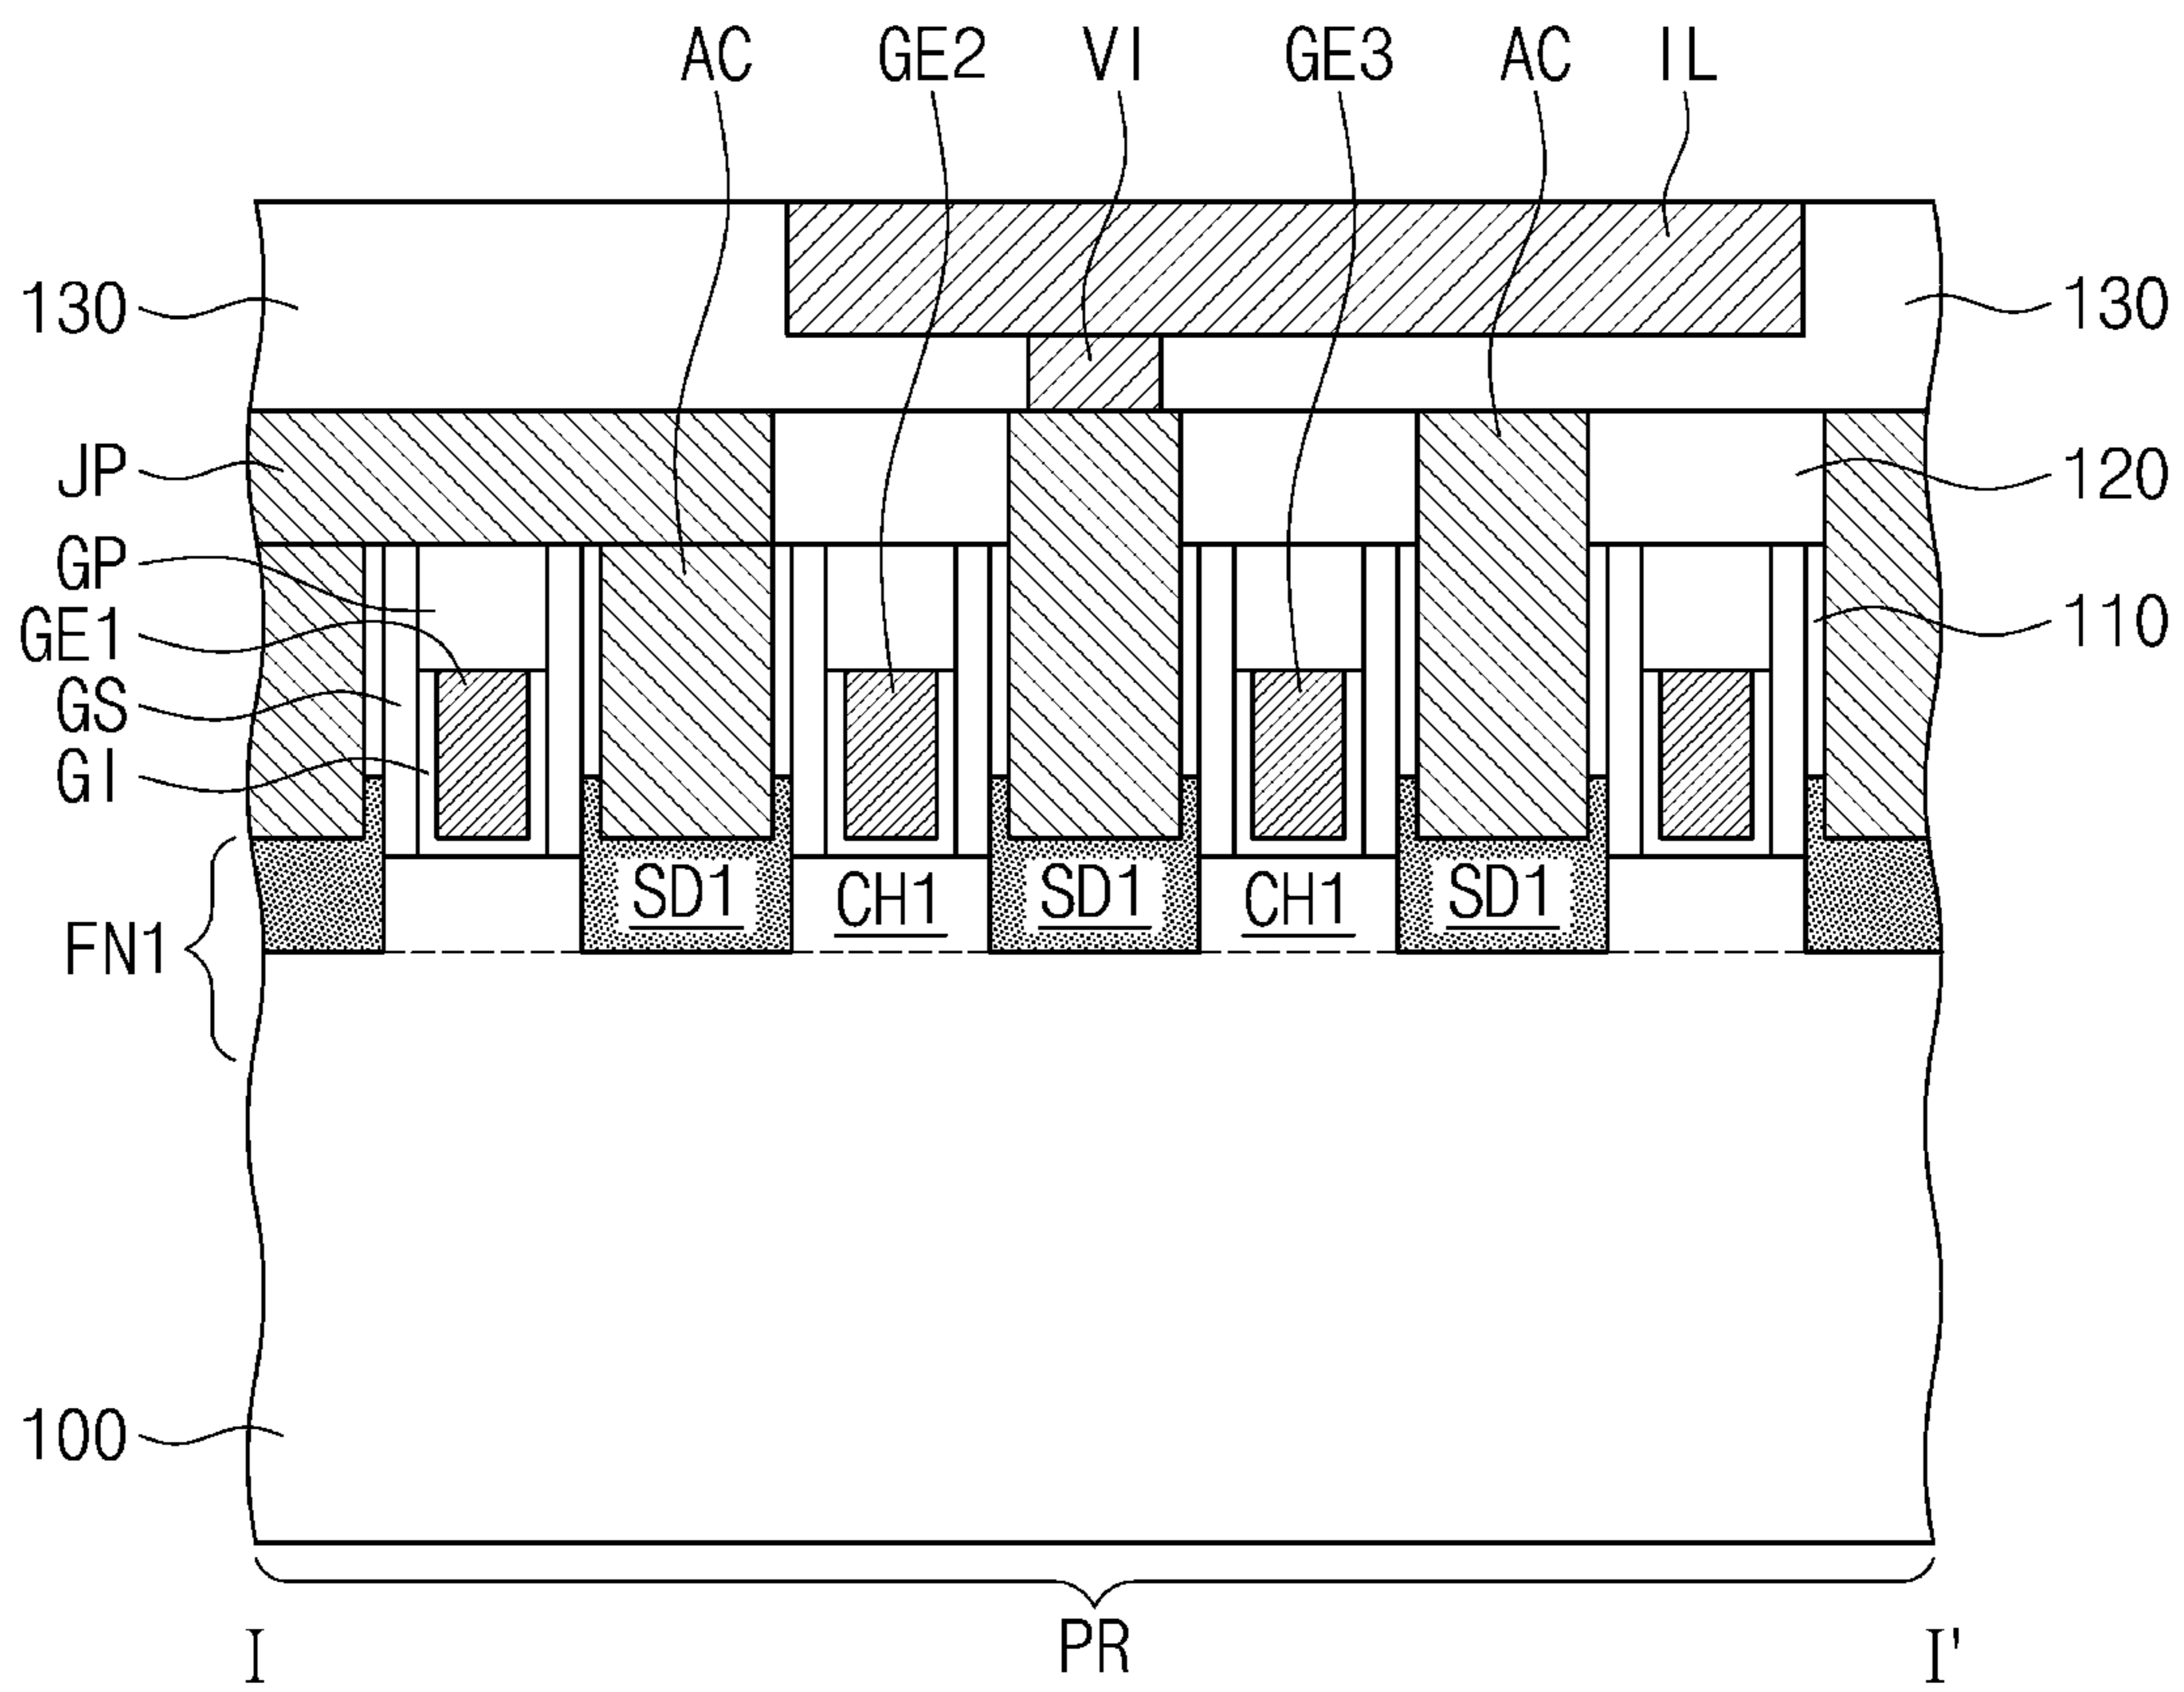 AC GE2 VI GE3 AC IL
130 130
JP 120
GP
GE1 110
GS
GI
SD1 CH1 SD1 CH1 SD1
FN1
100
PR
I I'